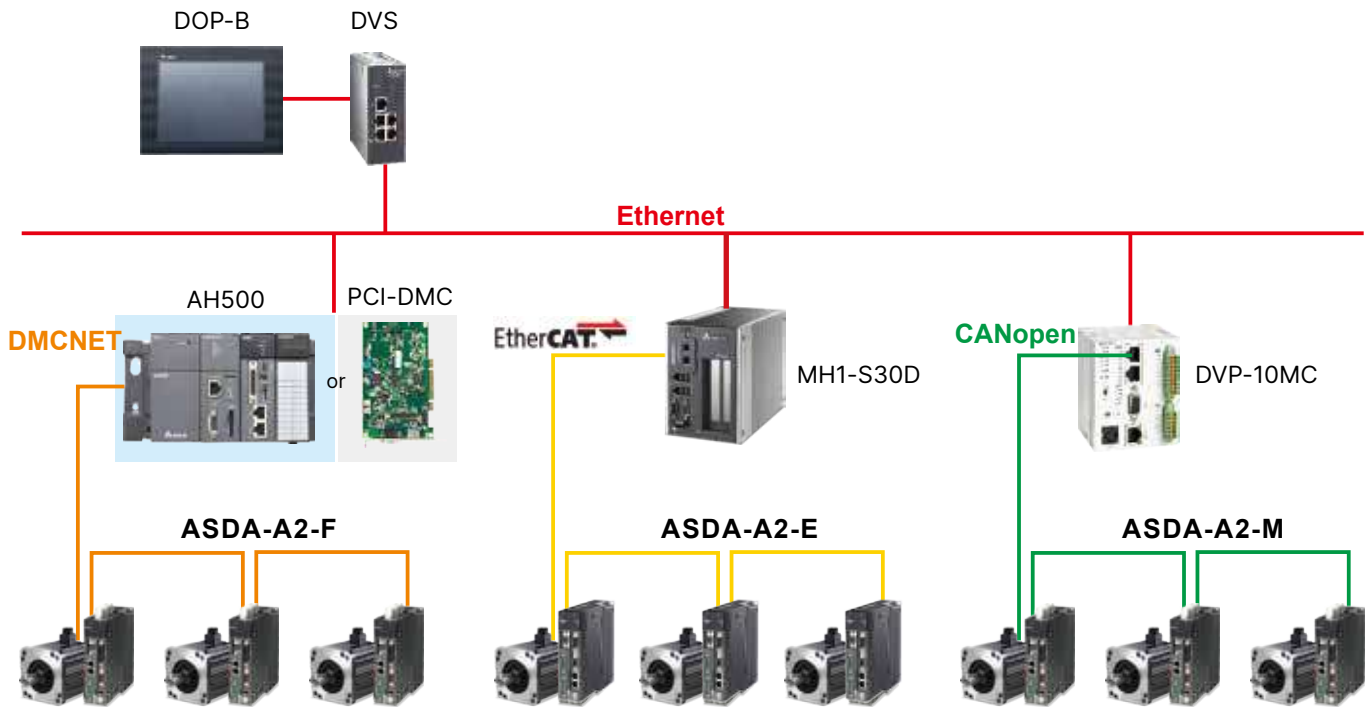 DOP-B
DVS
Ethernet
AH500
PCI-DMC
DMCNET
or
EtherCAT
MH1-S30D
CANopen
DVP-10MC
ASDA-A2-F
ASDA-A2-E
ASDA-A2-M